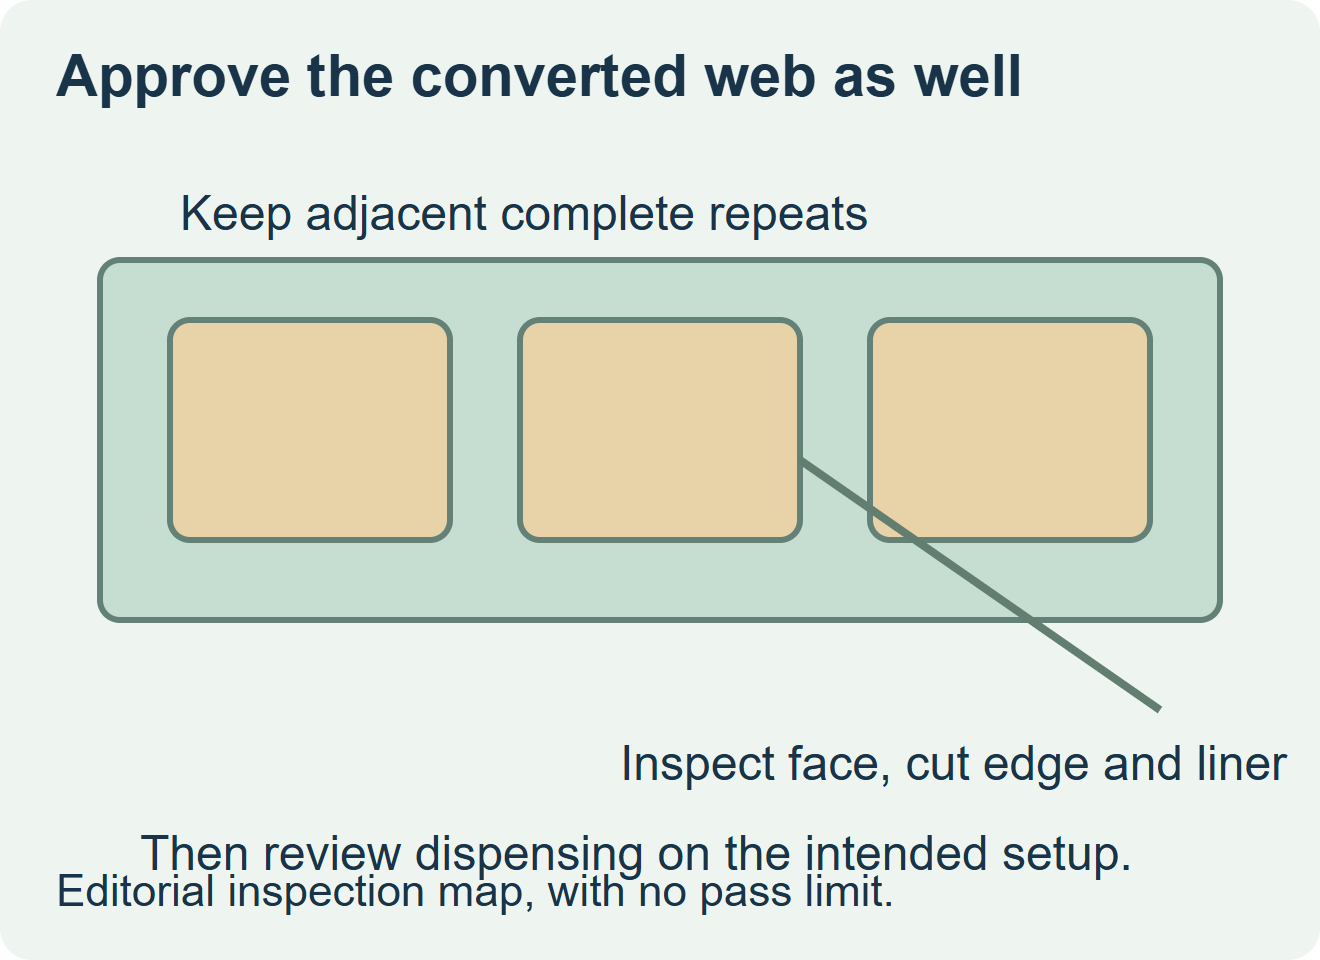 Approve the converted web as well
Keep adjacent complete repeats
Inspect face, cut edge and liner
Then review dispensing on the intended setup.
Editorial inspection map, with no pass limit.